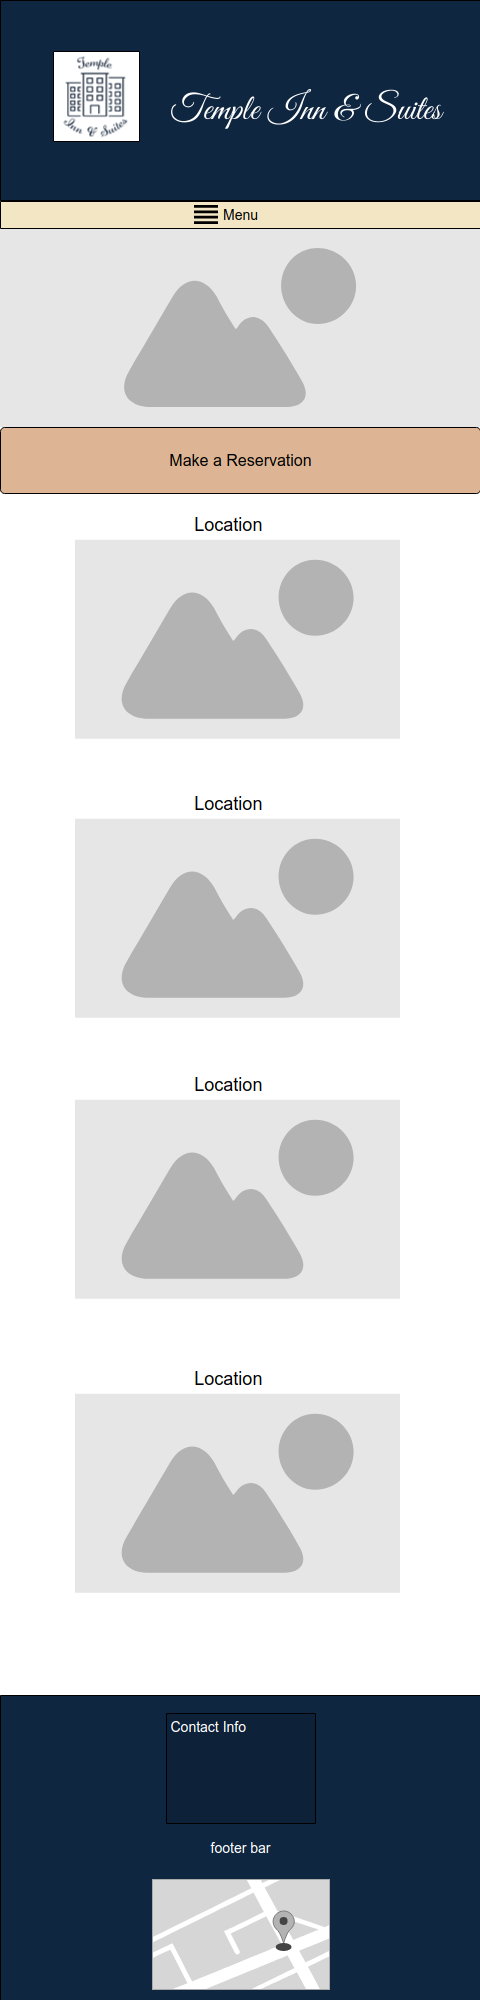 Temple
Inn & Suites
Temple Inn & Suites
Menu
Make a Reservation
Location
Location
Location
Location
Contact Info
footer bar